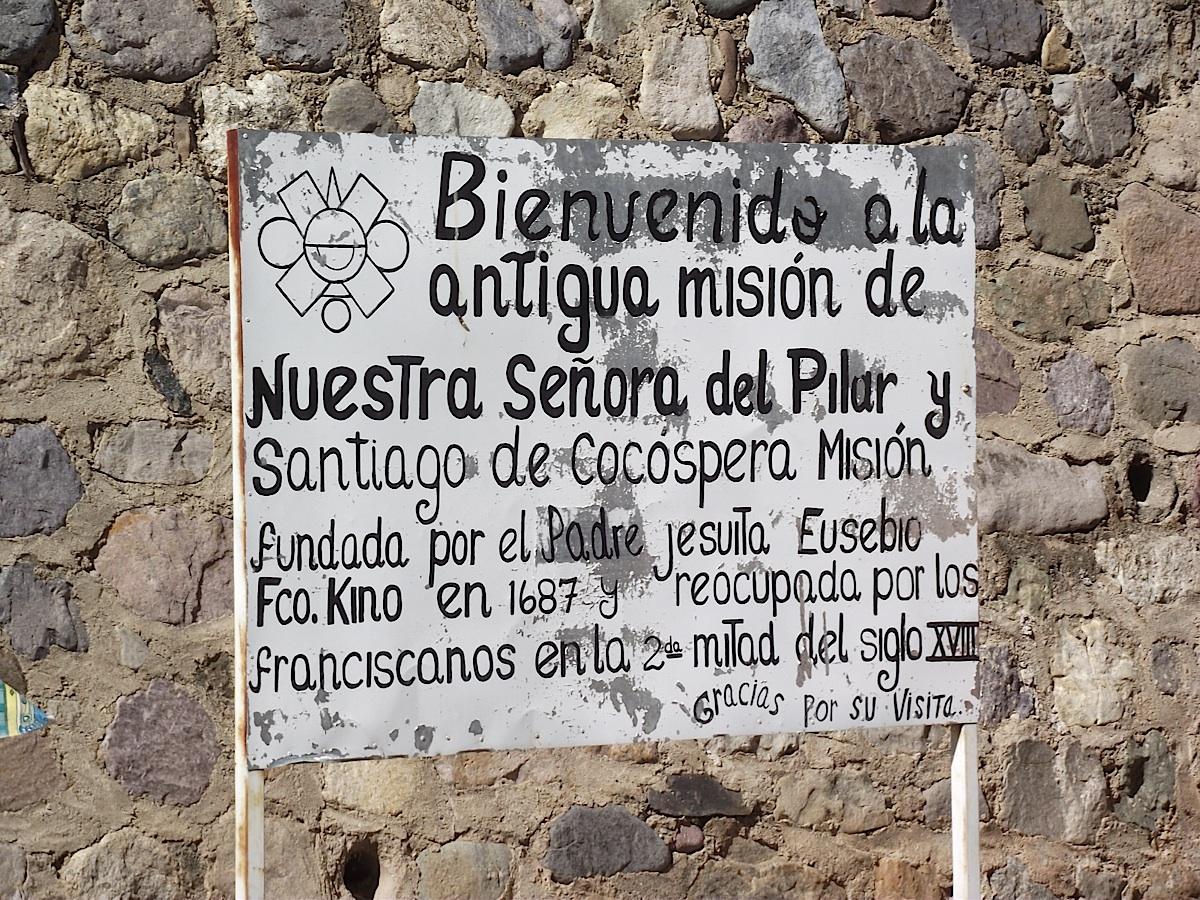 Bienvenido a la
antigua misión de
Nuestra Señora del Pilar y
Santiago de Cocóspera Misión
fundada por el Padre jesuita Eusebio
Fco. Kino en 1687 y reocupada por los
franciscanos en la 2da mitad del siglo XVIII
Gracias Por su Visita.